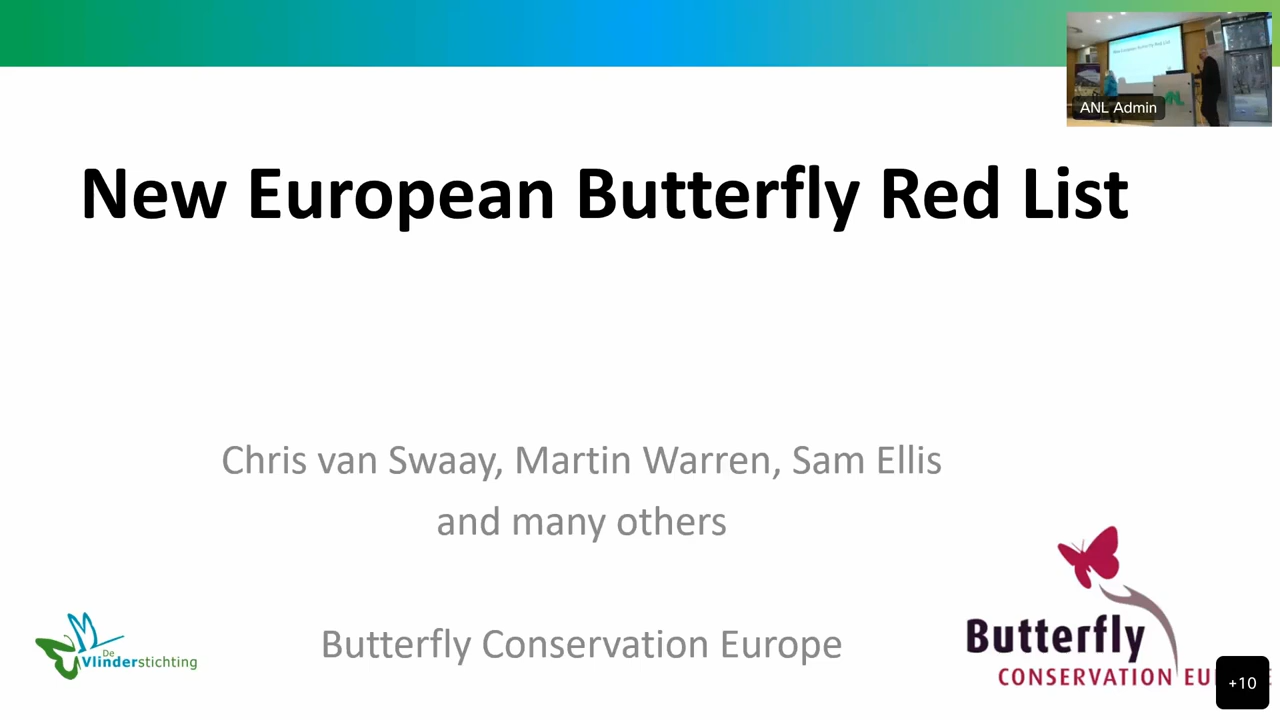 ANL Admin
New European Butterfly Red List
Chris van Swaay, Martin Warren, Sam Ellis
and many others
Butterfly Conservation Europe
De
Vlinderstichting
Butterfly
CONSERVATION EU
+10